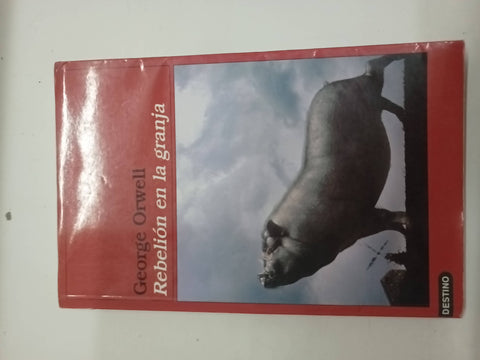 George Orwell
Rebelión en la granja
DESTINO